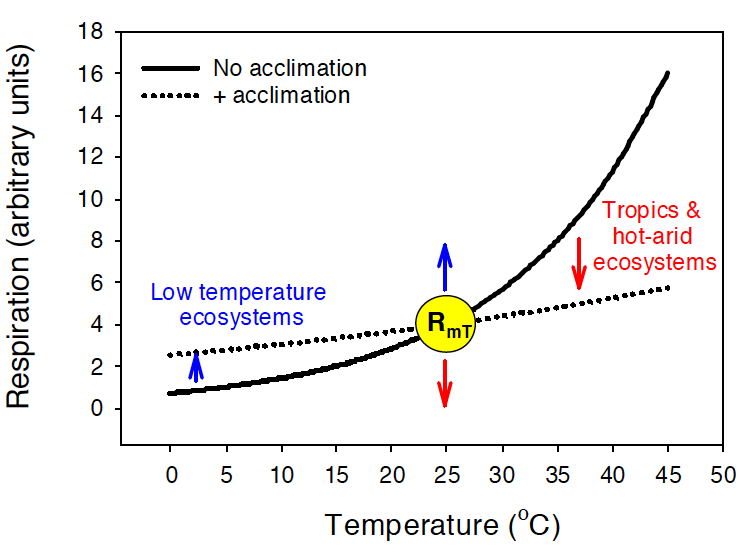 18
16
14
12
10
8
6
4
2
0
Respiration (arbitrary units)
No acclimation
+ acclimation
Low temperature
ecosystems
RmT
Tropics &
hot-arid
ecosystems
0 5 10 15 20 25 30 35 40 45 50
Temperature (oC)